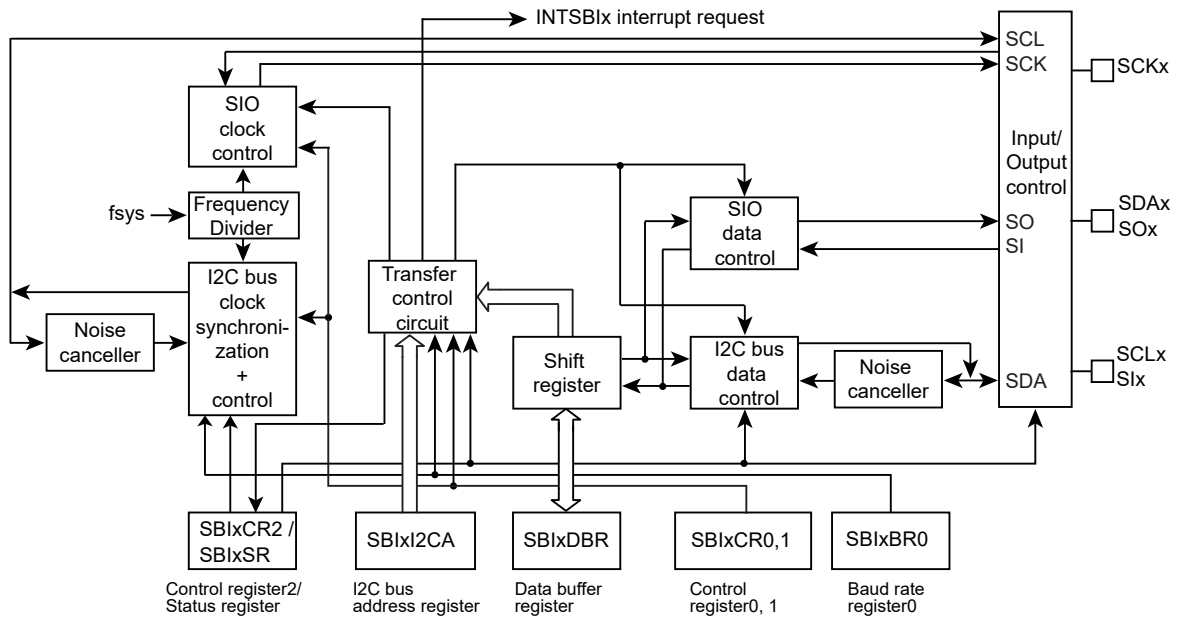 INTSBIx interrupt request
SCL
SCK
SCKx
SIO
clock
control
Input/
Output
control
fsys
Frequency
Divider
SIO
data
control
SO
SI
SDAx
SOx
I2C bus
clock
synchroni-
zation
+
control
Transfer
control
circuit
Noise
canceller
Shift
register
I2C bus
data
control
Noise
canceller
SDA
SCLx
SIx
SBIxCR2 /
SBIxSR
SBIxI2CA
SBIxDBR
SBIxCR0,1
SBIxBR0
Control register2/
Status register
I2C bus
address register
Data buffer
register
Control
register0, 1
Baud rate
register0